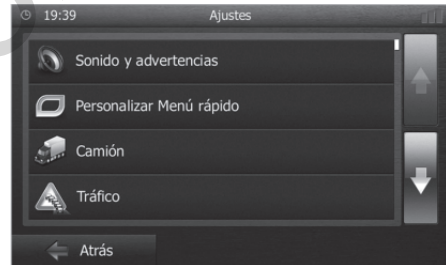 19:39 Ajustes
Sonido y advertencias
Personalizar Menú rápido
Camión
Tráfico
Atrás